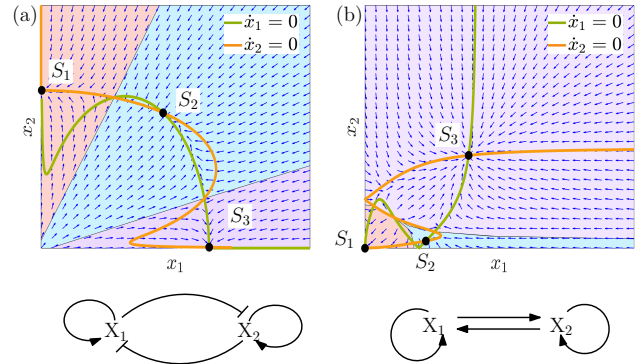 (a)
ẋ₁ = 0
ẋ₂ = 0
S₁
S₂
S₃
x₂
x₁
(b)
ẋ₁ = 0
ẋ₂ = 0
S₃
S₁
S₂
x₂
x₁
X₁ X₂
X₁ X₂